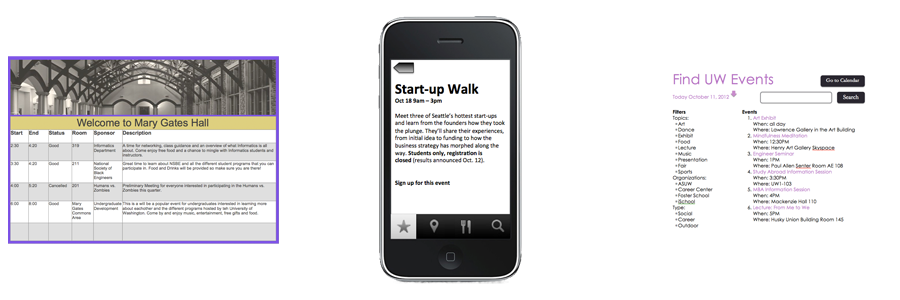 Welcome to Mary Gates Hall
Start End Status Room Sponsor Description
2:30 4:20 Good 319 Informatics Department A time for networking, class guidance and an overview of what informatics is all about. Come enjoy free food and a chance to mingle with Informatics students and instructors.
3:30 4:20 Good 211 National Society of Black Engineers Great time to learn about NSBE and all the different student programs that you can participate in. Food and Drinks will be provided so make sure you are there!
4:00 5:20 Cancelled 201 Humans vs. Zombies Preliminary Meeting for everyone interested in participating in the Humans vs. Zombies this quarter.
6:00 8:00 Good Mary Gates Commons Area Undergraduate Development This is a will be a popular event for undergraduates interested in learning more about eachother and the different programs hosted by teh University of Washington. Come by and enjoy music, entertainment, free gifts and food.
Start-up Walk
Oct 18 9am – 3pm
Meet three of Seattle's hottest start-ups
and learn from the founders how they took
the plunge. They'll share their experiences,
from initial idea to funding to how the
business strategy has morphed along the
way. Students only, registration is
closed (results announced Oct. 12).
Sign up for this event
Find UW Events
Go to Calendar
Today October 11, 2012
Search
Filters
Topics:
Art
Dance
Exhibit
Food
Lecture
Music
Presentation
Fair
Sports
Organizations:
ASUW
Career Center
Foster School
iSchool
Type:
Social
Career
Outdoor
Events
1. Art Exhibit
When: all day
Where: Lawrence Gallery in the Art Building
2. Mindfulness Meditation
When: 12:30PM
Where: Henry Art Gallery Skyspace
3. Engineer Seminar
When: 1PM
Where: Paul Allen Senter Room AE 108
4. Study Abroad Information Session
When: 3:30PM
Where: UW1-103
5. MBA Information Session
When: 4PM
Where: Mackenzie Hall 110
6. Lecture: From Me to We
When: 5PM
Where: Husky Union Building Room 145